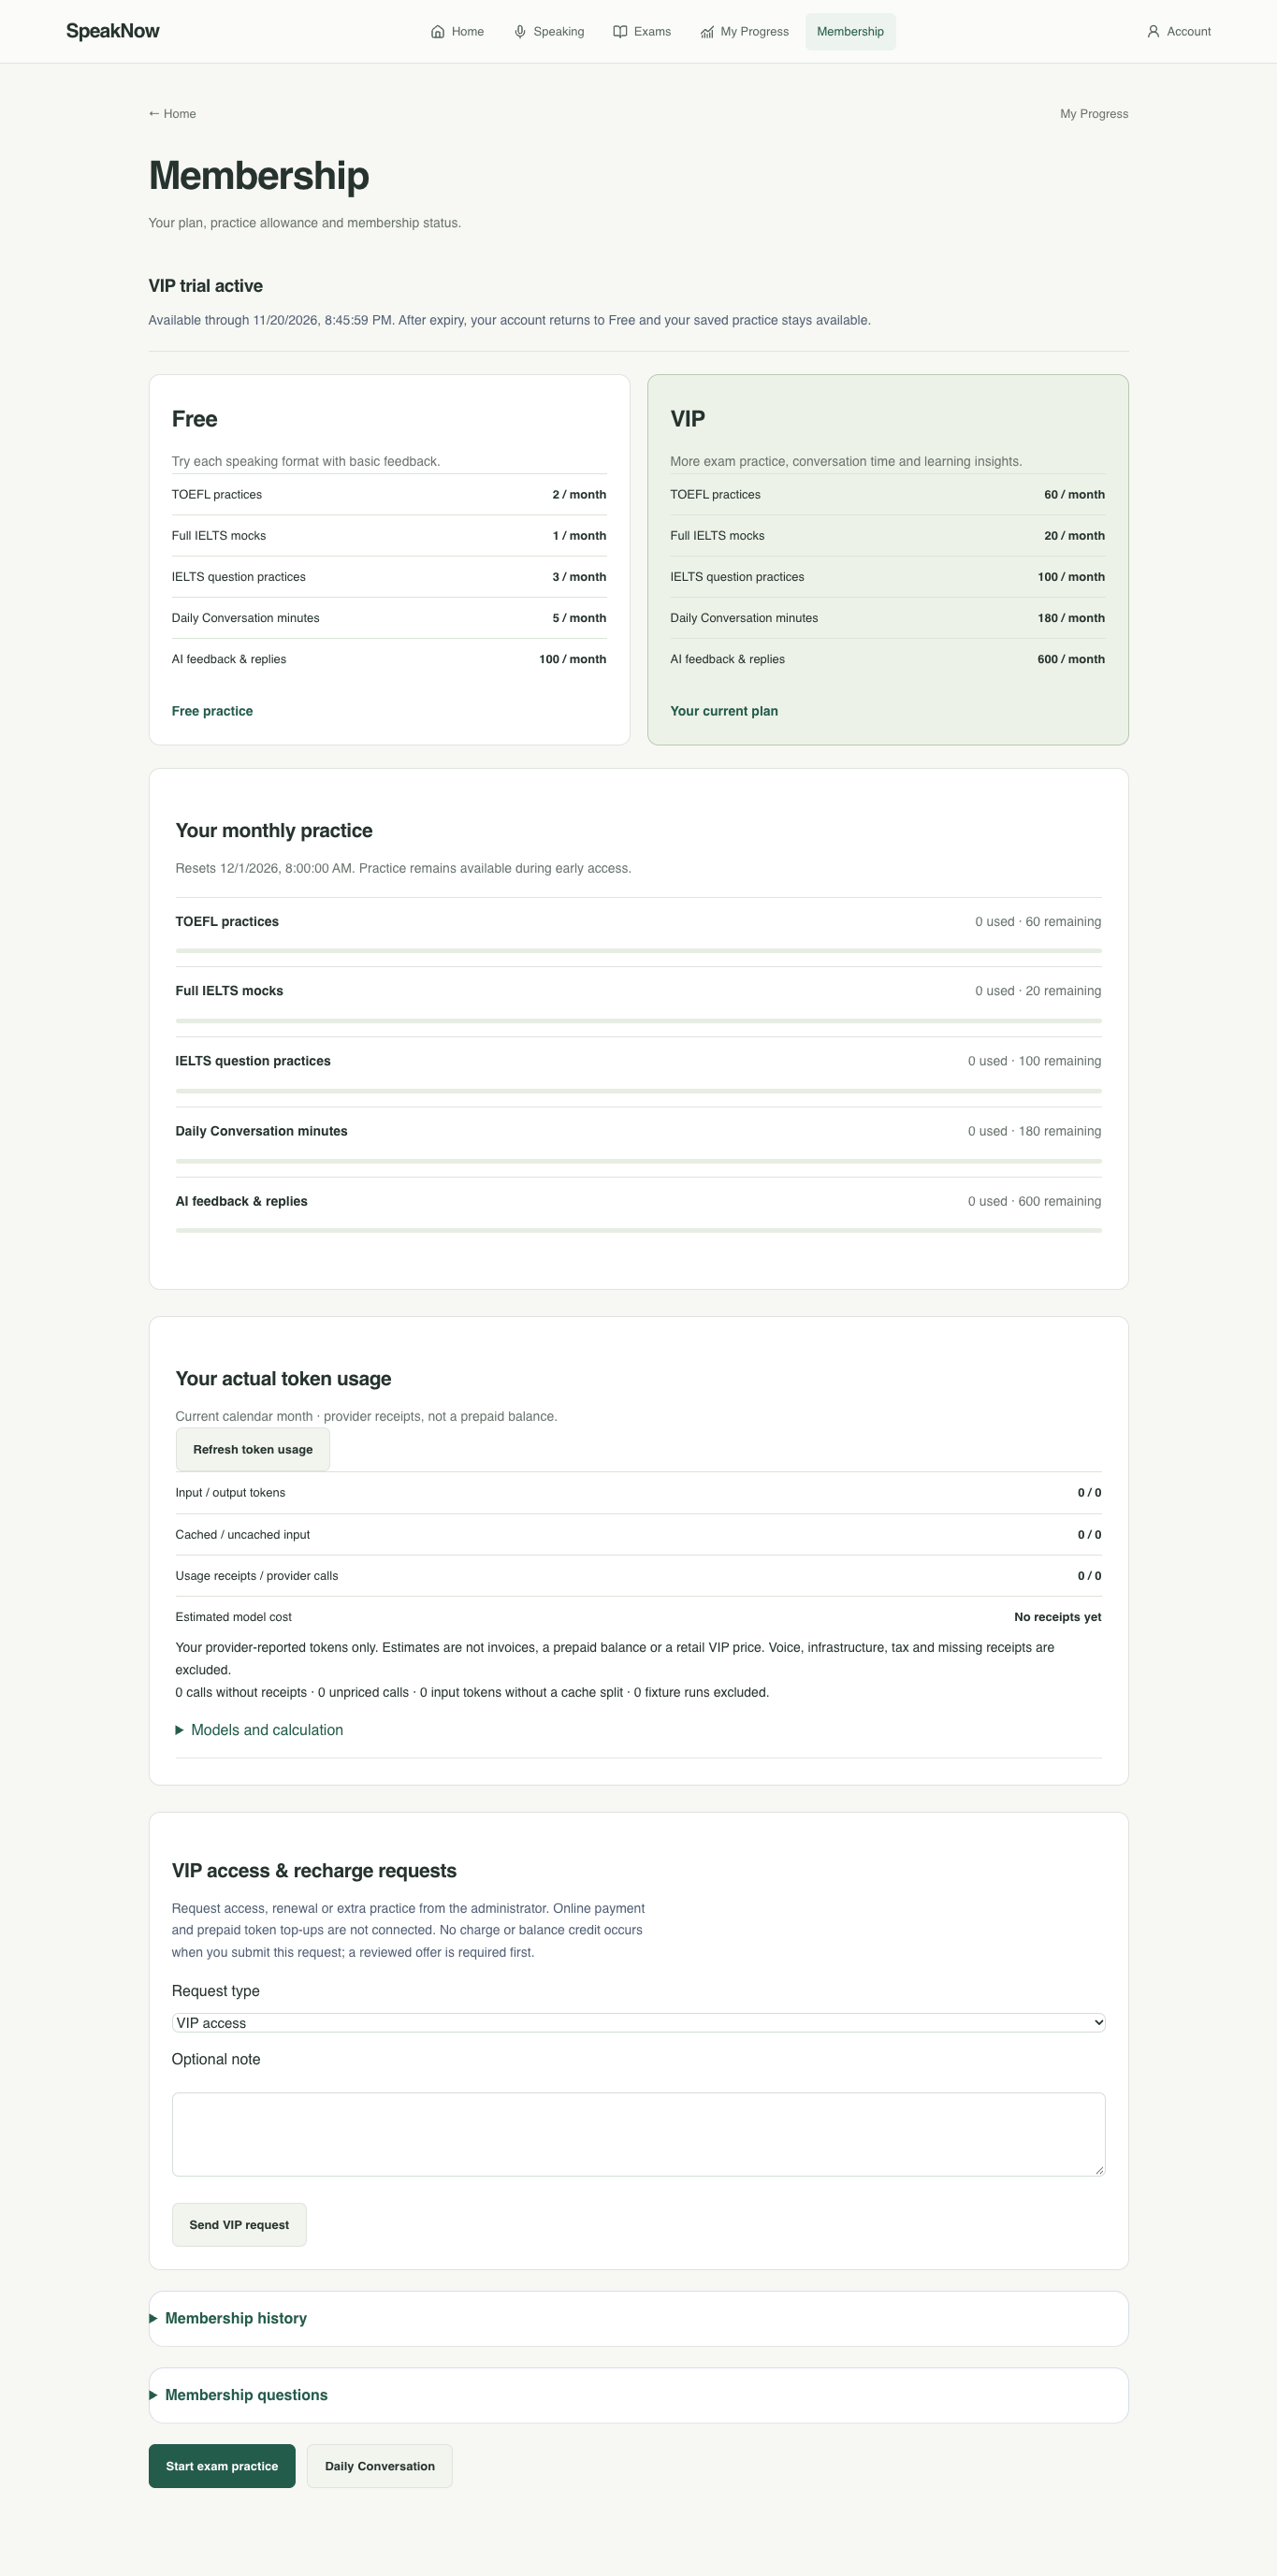 SpeakNow
Home
Speaking
Exams
My Progress
Membership
Account
← Home
My Progress
Membership
Your plan, practice allowance and membership status.
VIP trial active
Available through 11/20/2026, 8:45:59 PM. After expiry, your account returns to Free and your saved practice stays available.
Free
Try each speaking format with basic feedback.
TOEFL practices 2 / month
Full IELTS mocks 1 / month
IELTS question practices 3 / month
Daily Conversation minutes 5 / month
AI feedback & replies 100 / month
Free practice
VIP
More exam practice, conversation time and learning insights.
TOEFL practices 60 / month
Full IELTS mocks 20 / month
IELTS question practices 100 / month
Daily Conversation minutes 180 / month
AI feedback & replies 600 / month
Your current plan
Your monthly practice
Resets 12/1/2026, 8:00:00 AM. Practice remains available during early access.
TOEFL practices 0 used · 60 remaining
Full IELTS mocks 0 used · 20 remaining
IELTS question practices 0 used · 100 remaining
Daily Conversation minutes 0 used · 180 remaining
AI feedback & replies 0 used · 600 remaining
Your actual token usage
Current calendar month · provider receipts, not a prepaid balance.
Refresh token usage
Input / output tokens 0 / 0
Cached / uncached input 0 / 0
Usage receipts / provider calls 0 / 0
Estimated model cost No receipts yet
Your provider-reported tokens only. Estimates are not invoices, a prepaid balance or a retail VIP price. Voice, infrastructure, tax and missing receipts are
excluded.
0 calls without receipts · 0 unpriced calls · 0 input tokens without a cache split · 0 fixture runs excluded.
▶ Models and calculation
VIP access & recharge requests
Request access, renewal or extra practice from the administrator. Online payment
and prepaid token top-ups are not connected. No charge or balance credit occurs
when you submit this request; a reviewed offer is required first.
Request type
VIP access
Optional note
Send VIP request
▶ Membership history
▶ Membership questions
Start exam practice
Daily Conversation